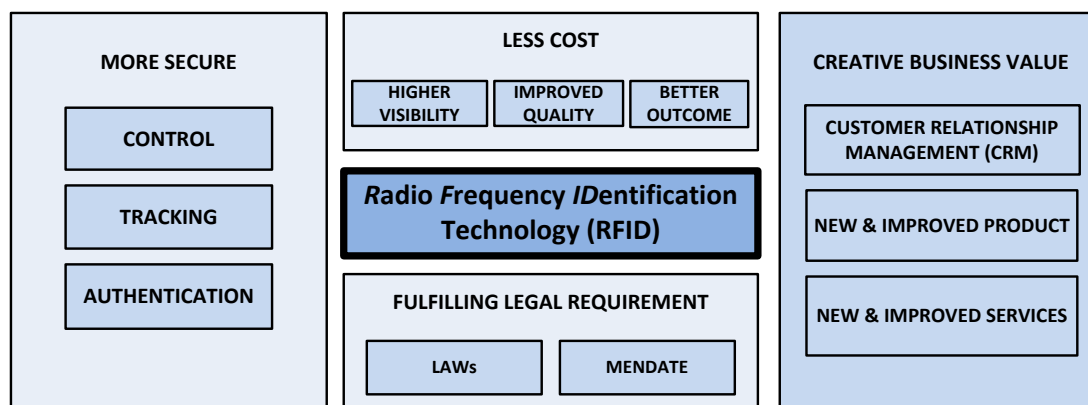 MORE SECURE
CONTROL
TRACKING
AUTHENTICATION
LESS COST
HIGHER
VISIBILITY
IMPROVED
QUALITY
BETTER
OUTCOME
Radio Frequency IDentification
Technology (RFID)
FULFILLING LEGAL REQUIREMENT
LAWs
MENDATE
CREATIVE BUSINESS VALUE
CUSTOMER RELATIONSHIP
MANAGEMENT (CRM)
NEW & IMPROVED PRODUCT
NEW & IMPROVED SERVICES